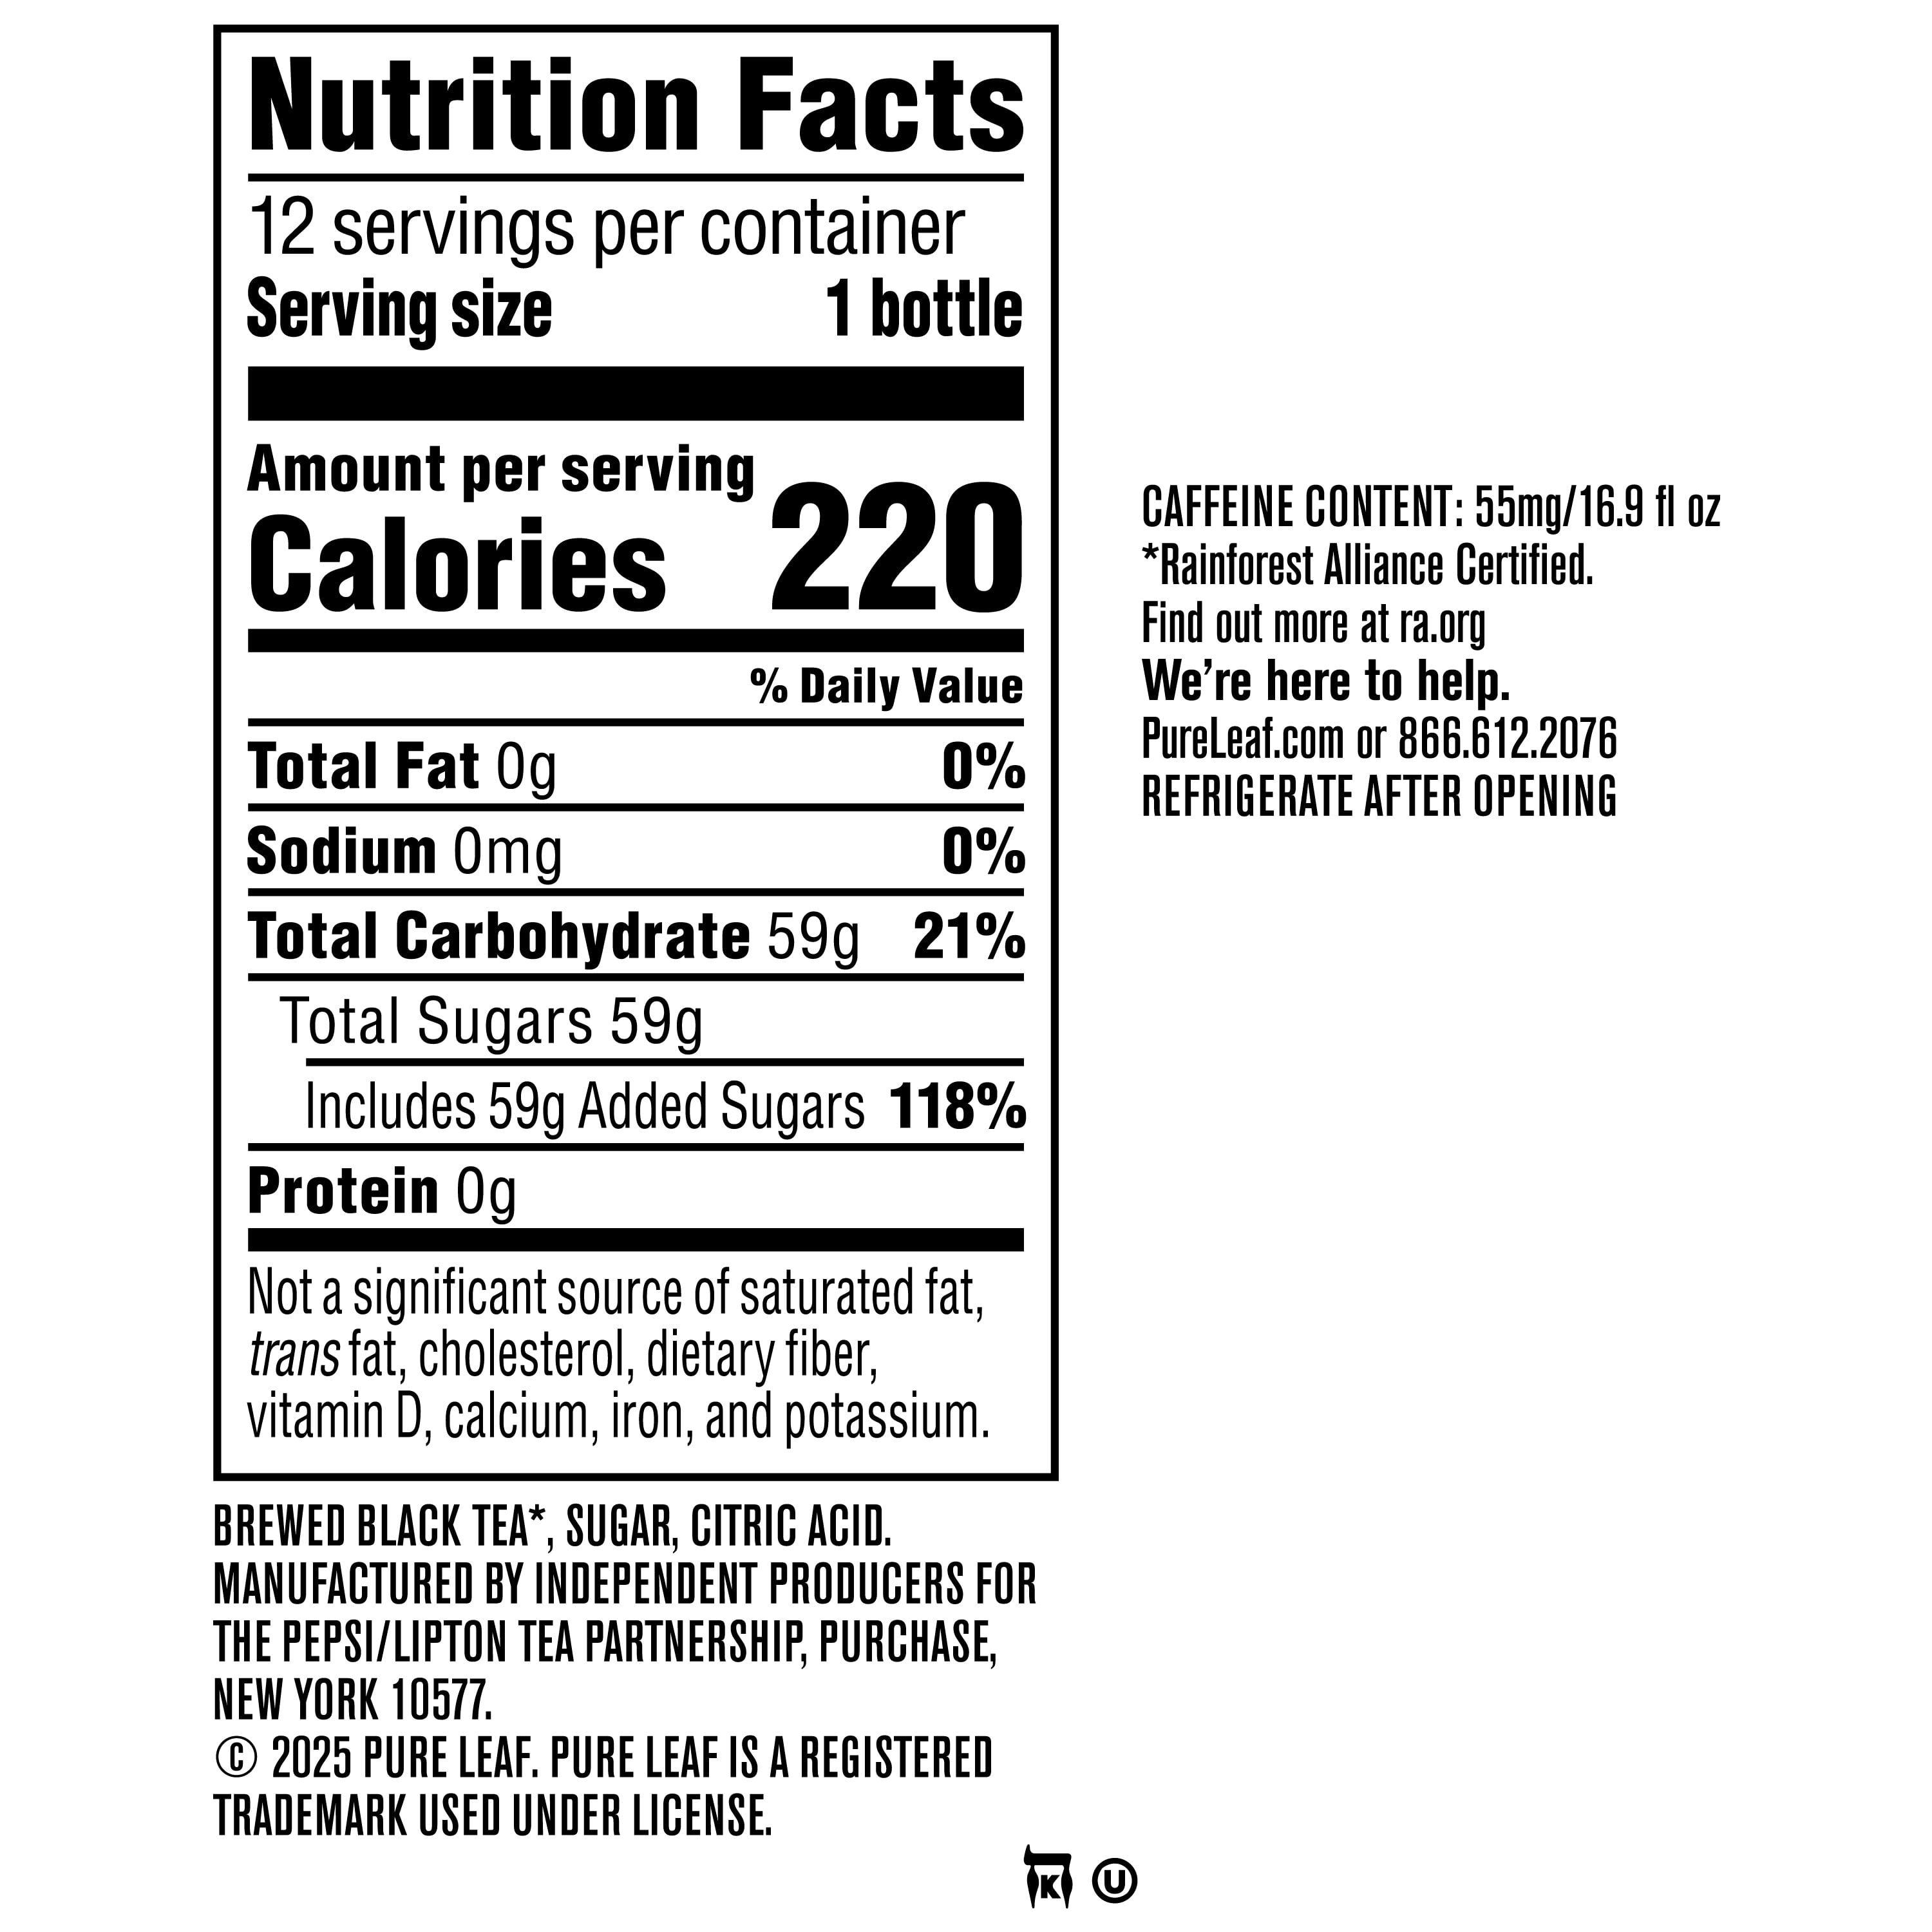 Nutrition Facts
12 servings per container
Serving size 1 bottle
Amount per serving
Calories 220
% Daily Value
Total Fat 0g 0%
Sodium 0mg 0%
Total Carbohydrate 59g 21%
Total Sugars 59g
Includes 59g Added Sugars 118%
Protein 0g
Not a significant source of saturated fat,
trans fat, cholesterol, dietary fiber,
vitamin D, calcium, iron, and potassium.
BREWED BLACK TEA*, SUGAR, CITRIC ACID.
MANUFACTURED BY INDEPENDENT PRODUCERS FOR
THE PEPSI/LIPTON TEA PARTNERSHIP, PURCHASE,
NEW YORK 10577.
© 2025 PURE LEAF. PURE LEAF IS A REGISTERED
TRADEMARK USED UNDER LICENSE.
CAFFEINE CONTENT: 55mg/16.9 fl oz
*Rainforest Alliance Certified.
Find out more at ra.org
We're here to help.
PureLeaf.com or 866.612.2076
REFRIGERATE AFTER OPENING
K U